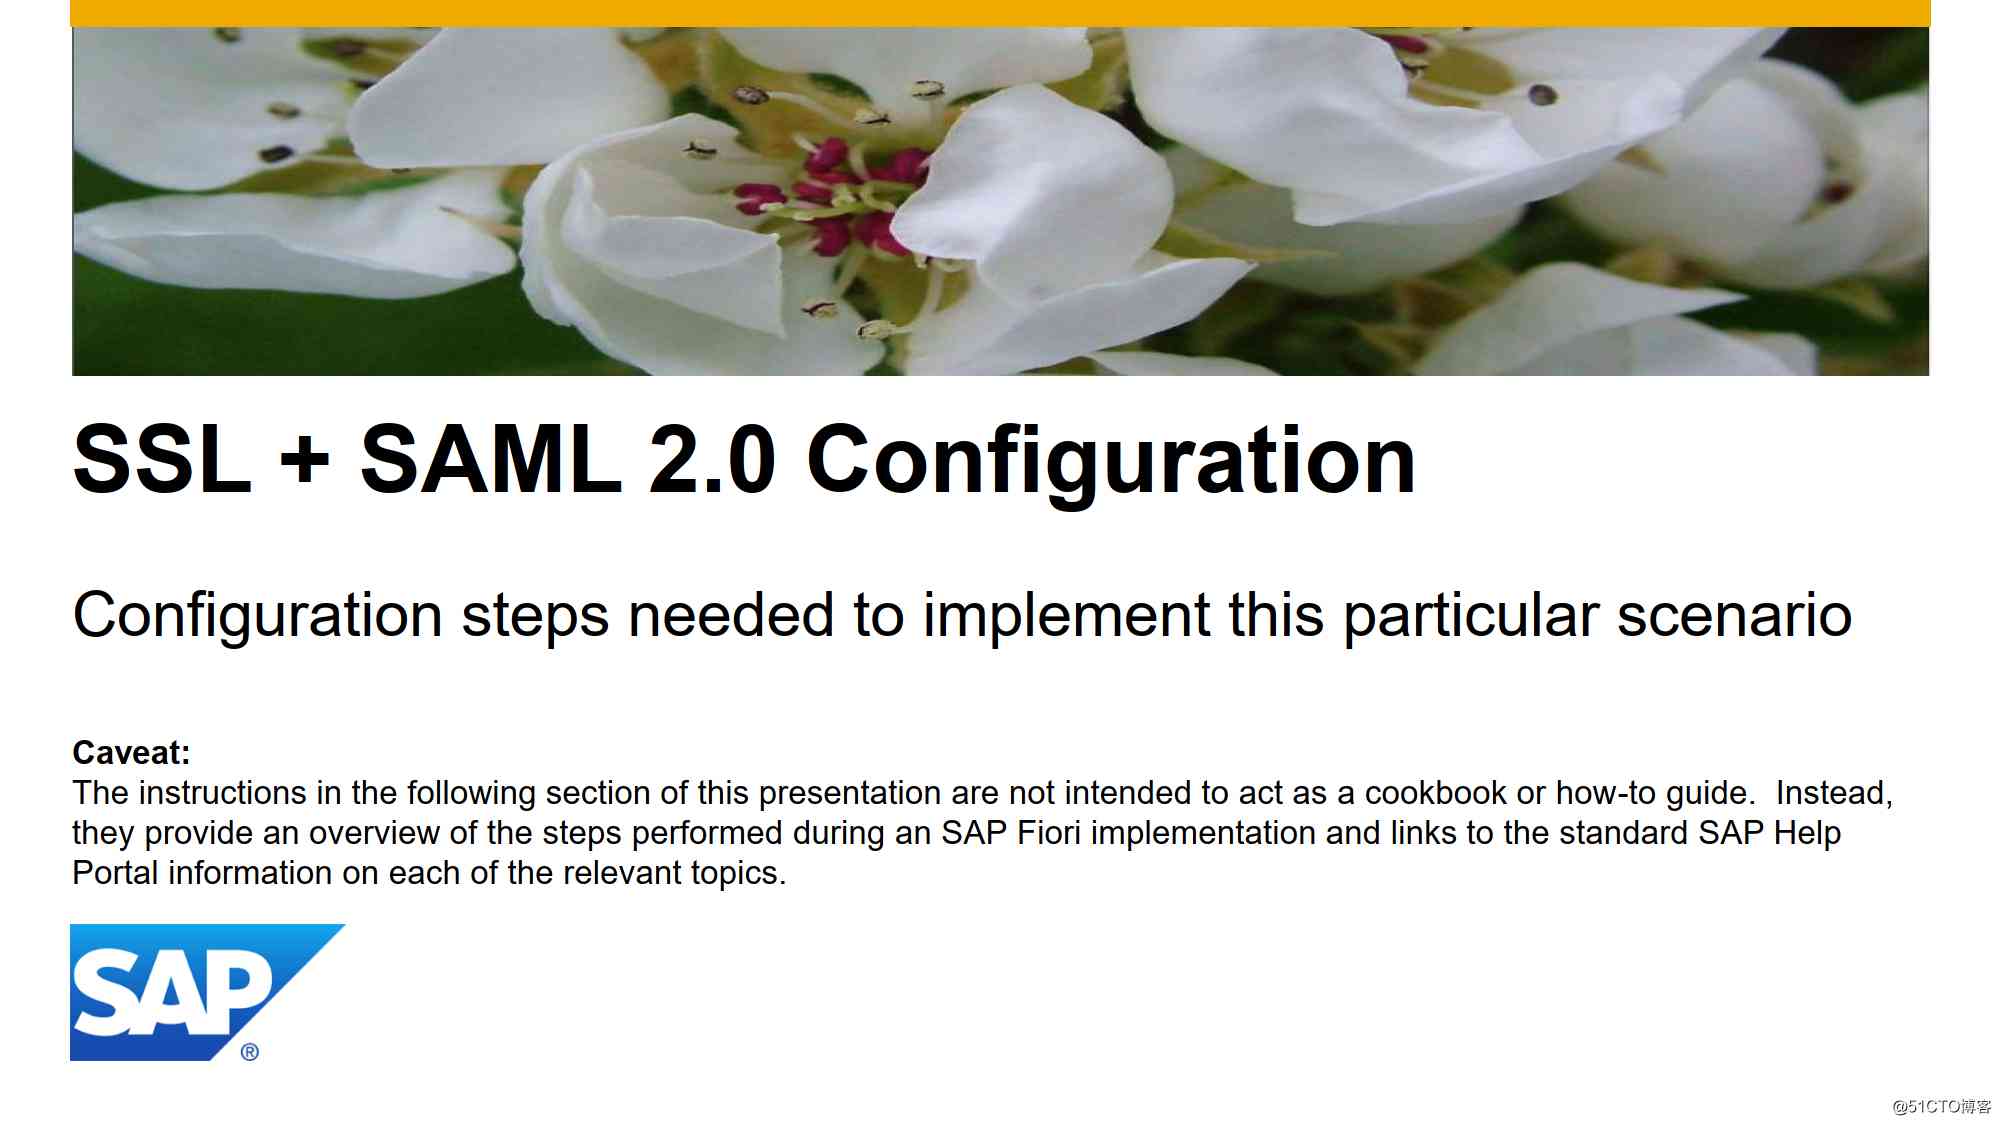 SSL + SAML 2.0 Configuration
Configuration steps needed to implement this particular scenario
Caveat:
The instructions in the following section of this presentation are not intended to act as a cookbook or how-to guide.  Instead,
they provide an overview of the steps performed during an SAP Fiori implementation and links to the standard SAP Help
Portal information on each of the relevant topics.
SAP
®
@51CTO博客